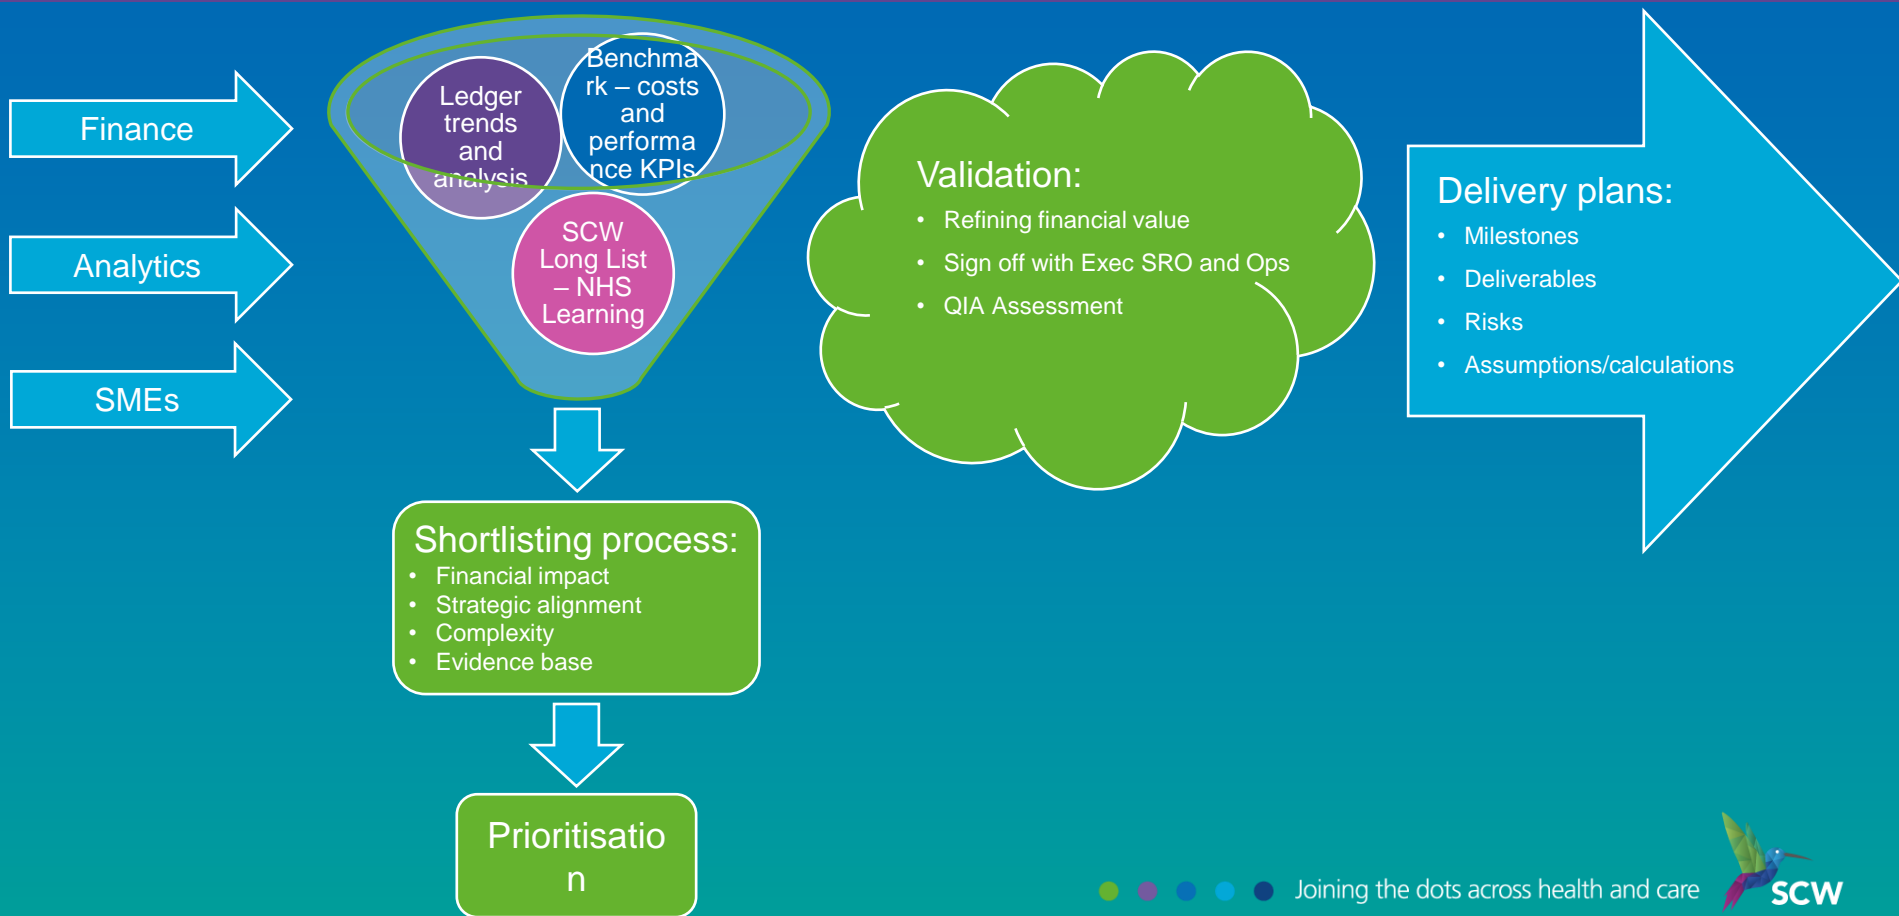 Finance
Analytics
SMEs
Ledger
trends
and
analysis
Benchma
rk – costs
and
performa
nce KPIs
SCW
Long List
– NHS
Learning
Shortlisting process:
• Financial impact
• Strategic alignment
• Complexity
• Evidence base
Prioritisatio
n
Validation:
• Refining financial value
• Sign off with Exec SRO and Ops
• QIA Assessment
Delivery plans:
• Milestones
• Deliverables
• Risks
• Assumptions/calculations
Joining the dots across health and care
SCW